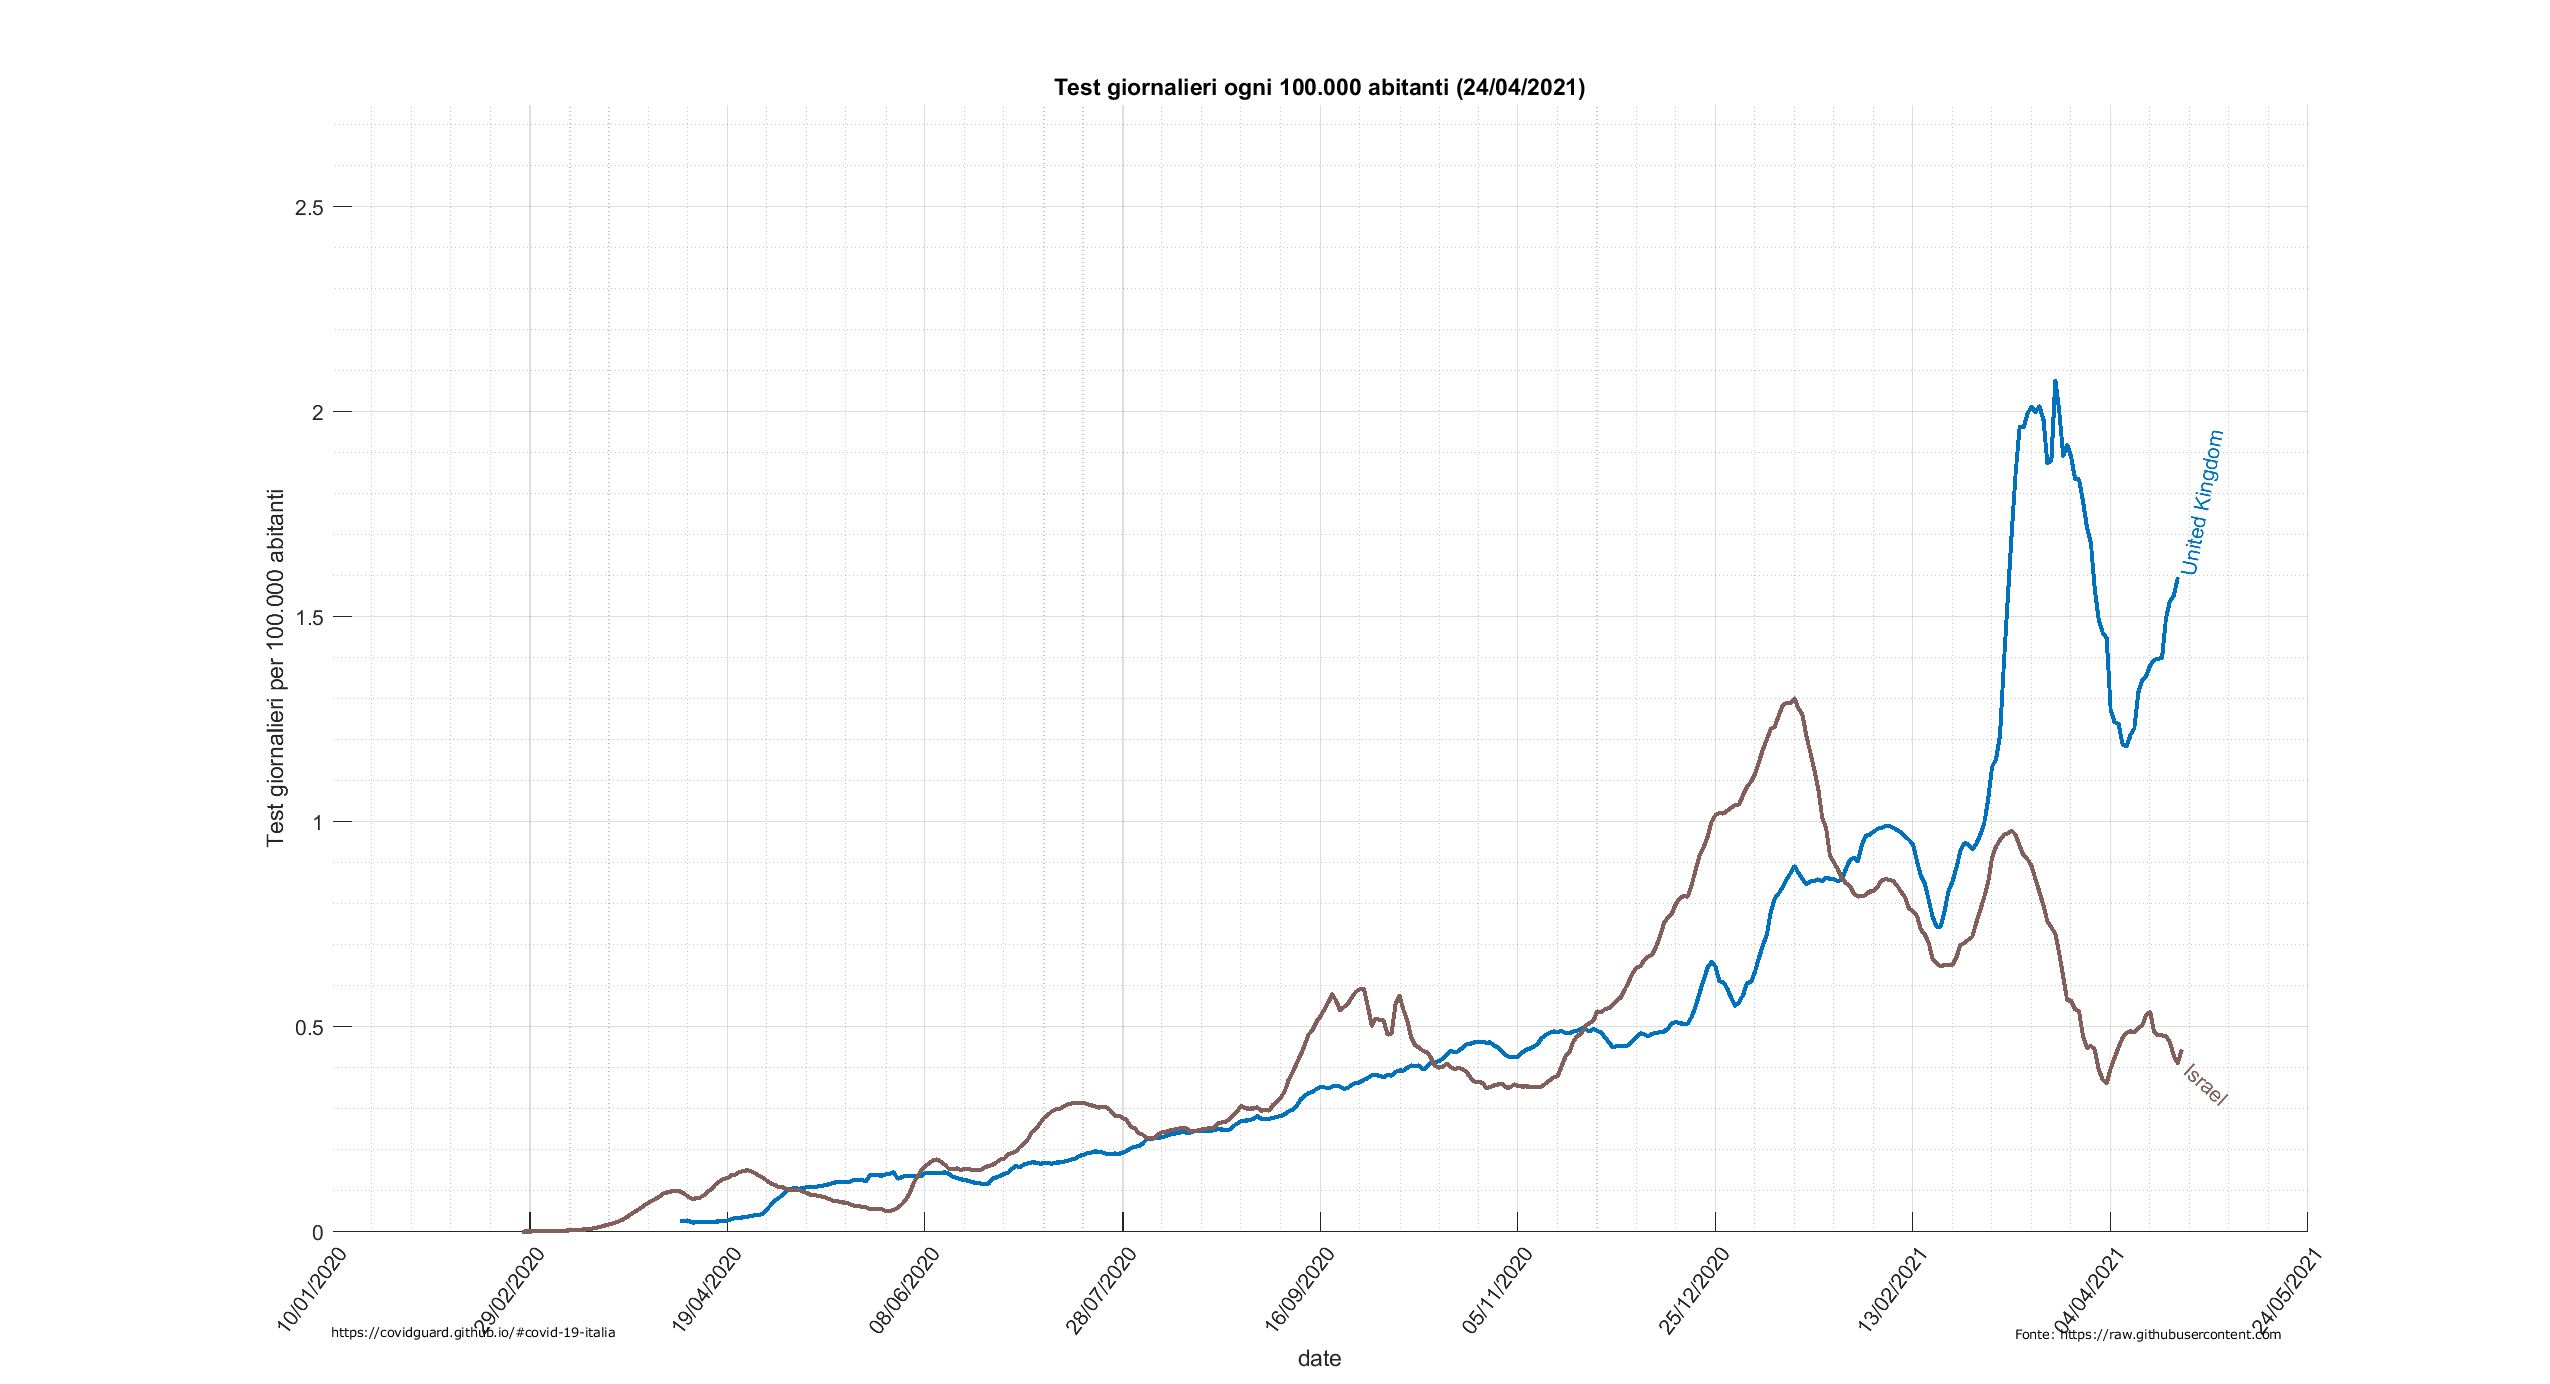 Test giornalieri ogni 100.000 abitanti (24/04/2021)
Test giornalieri per 100.000 abitanti
2.5
2
1.5
1
0.5
0
United Kingdom
Israel
10/01/2020
29/02/2020
19/04/2020
08/06/2020
28/07/2020
16/09/2020
05/11/2020
25/12/2020
13/02/2021
04/04/2021
24/05/2021
https://covidguard.github.io/#covid-19-italia
Fonte: https://raw.githubusercontent.com
date